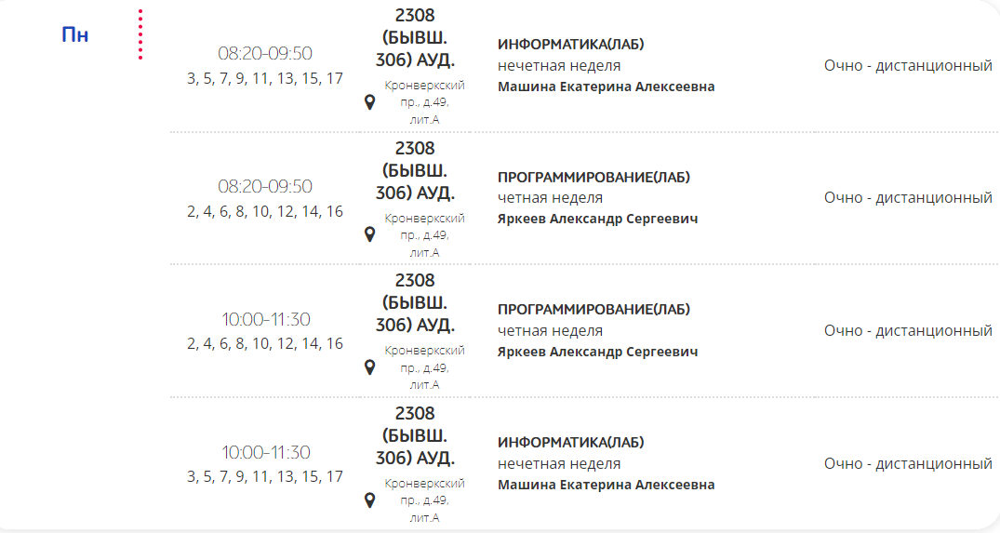 Пн
08:20-09:50
3, 5, 7, 9, 11, 13, 15, 17
2308
(БЫВШ.
306) АУД.
Кронверкский
пр., д.49,
лит.А
ИНФОРМАТИКА(ЛАБ)
нечетная неделя
Машина Екатерина Алексеевна
Очно - дистанционный
08:20-09:50
2, 4, 6, 8, 10, 12, 14, 16
2308
(БЫВШ.
306) АУД.
Кронверкский
пр., д.49,
лит.А
ПРОГРАММИРОВАНИЕ(ЛАБ)
четная неделя
Яркеев Александр Сергеевич
Очно - дистанционный
10:00-11:30
2, 4, 6, 8, 10, 12, 14, 16
2308
(БЫВШ.
306) АУД.
Кронверкский
пр., д.49,
лит.А
ПРОГРАММИРОВАНИЕ(ЛАБ)
четная неделя
Яркеев Александр Сергеевич
Очно - дистанционный
10:00-11:30
3, 5, 7, 9, 11, 13, 15, 17
2308
(БЫВШ.
306) АУД.
Кронверкский
пр., д.49,
лит.А
ИНФОРМАТИКА(ЛАБ)
нечетная неделя
Машина Екатерина Алексеевна
Очно - дистанционный